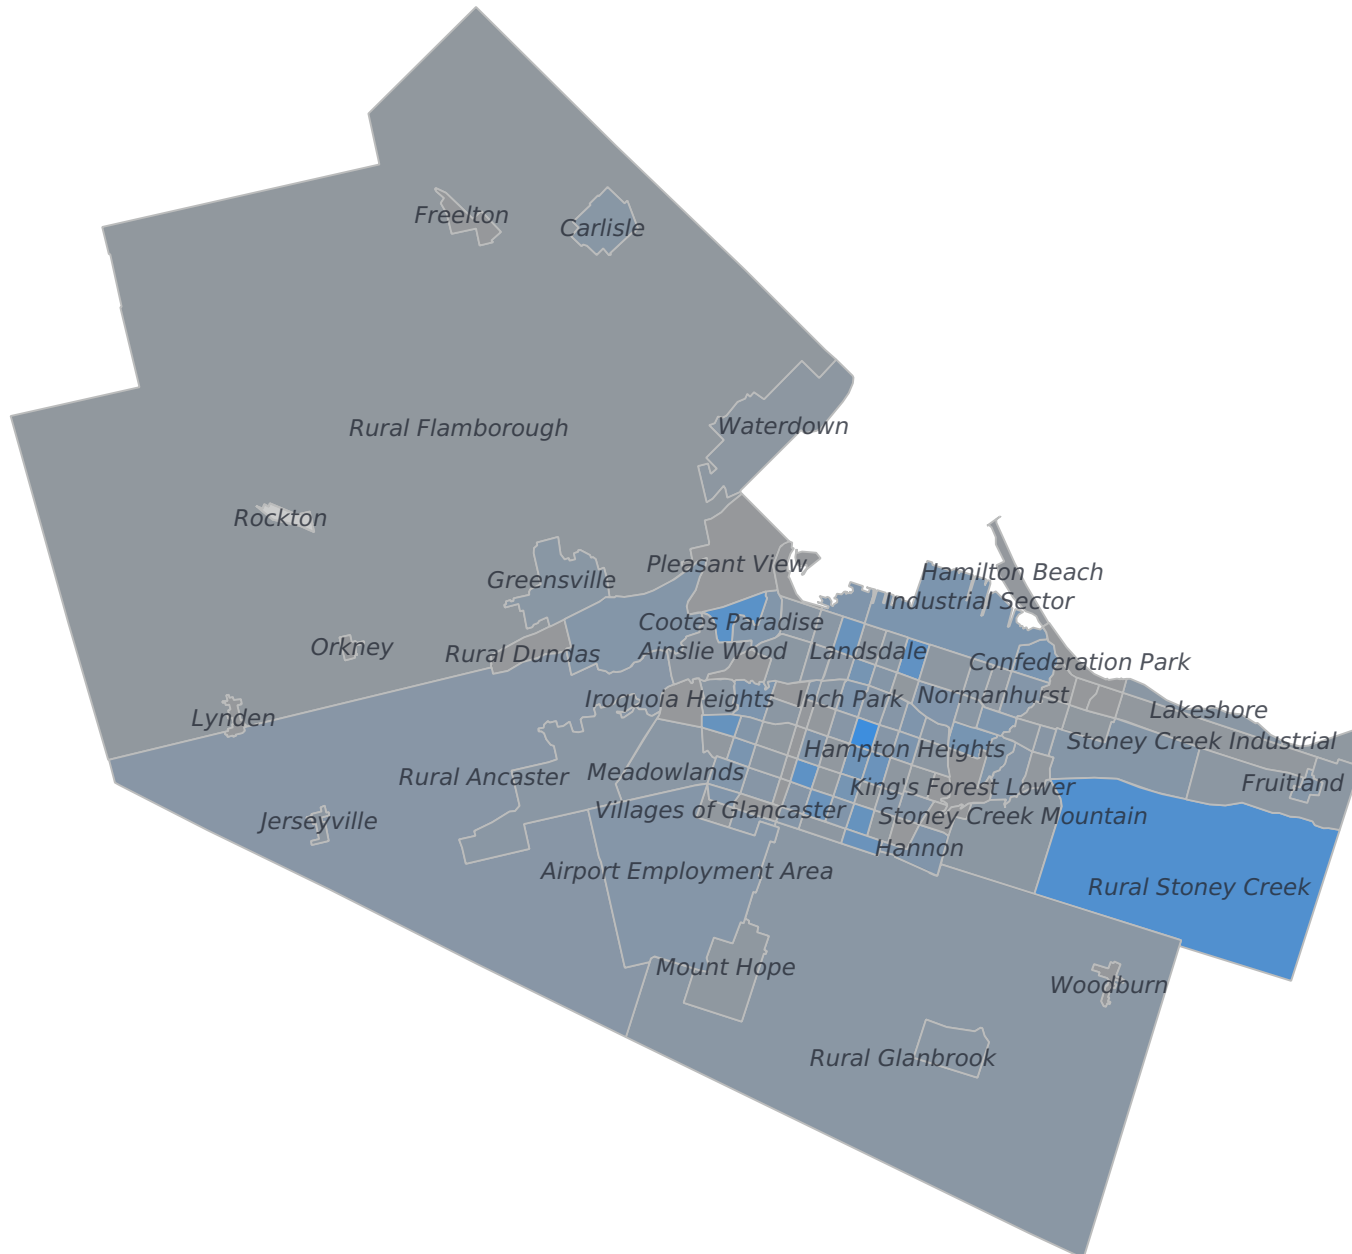 Freelton
Carlisle
Rural Flamborough
Waterdown
Rockton
Pleasant View
Hamilton Beach
Greensville
Industrial Sector
Cootes Paradise
Orkney
Rural Dundas
Ainslie Wood
Landsdale
Confederation Park
Iroquoia Heights
Inch Park
Normanhurst
Lynden
Lakeshore
Hampton Heights
Stoney Creek Industrial
Rural Ancaster
Meadowlands
King's Forest Lower
Fruitland
Jerseyville
Villages of Glancaster
Stoney Creek Mountain
Hannon
Airport Employment Area
Rural Stoney Creek
Mount Hope
Woodburn
Rural Glanbrook